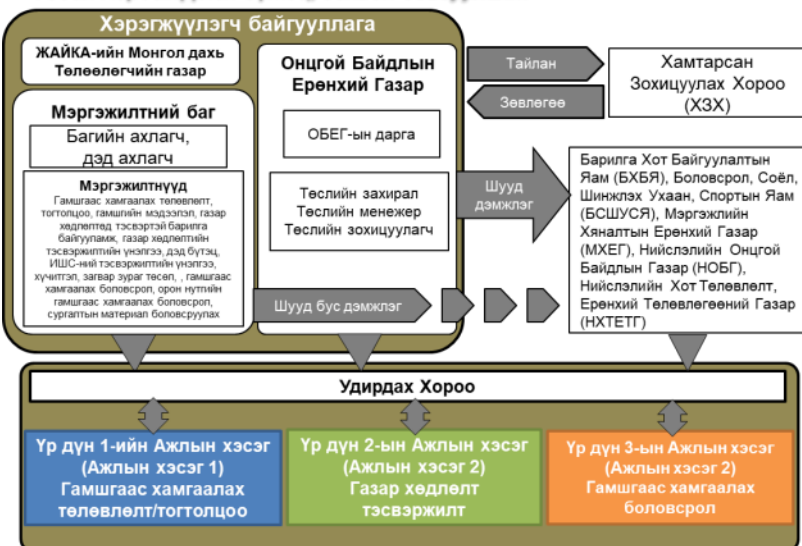 Хэрэгжүүлэгч байгууллага
ЖАЙКА-ийн Монгол дахь
Төлөөлөгчийн газар
Мэргэжилтний баг
Багийн ахлагч,
дэд ахлагч
Мэргэжилтнүүд
Гамшгаас хамгаалах төлөвлөлт,
тогтолцоо, гамшгийн мэдээлэл, газар
хөдлөлтөд тэсвэртэй барилга
байгууламж, газар хөдлөлтийн
тэсвэржилтийн үнэлгээ, дэд бүтэц,
ИШС-ний тэсвэржилтийн үнэлгээ,
хүчитгэл, загвар зураг төсөл, , гамшгаас
хамгаалах боловсрол, орон нутгийн
гамшгаас хамгаалах боловсрол,
сургалтын материал боловсруулах
Онцгой Байдлын
Ерөнхий Газар
ОБЕГ-ын дарга
Төслийн захирал
Төслийн менежер
Төслийн зохицуулагч
Тайлан
Зөвлөгөө
Хамтарсан
Зохицуулах Хороо
(ХЗХ)
Шууд
дэмжлэг
Барилга Хот Байгуулалтын
Яам (БХБЯ), Боловсрол, Соёл,
Шинжлэх Ухаан, Спортын Яам
(БСШУСЯ), Мэргэжлийн
Хяналтын Ерөнхий Газар
(МХЕГ), Нийслэлийн Онцгой
Байдлын Газар (НОБГ),
Нийслэлийн Хот Төлөвлөлт,
Ерөнхий Төлөвлөгөөний Газар
(НХТЕТГ)
Шууд бус дэмжлэг
Удирдах Хороо
Үр дүн 1-ийн Ажлын хэсэг
(Ажлын хэсэг 1)
Гамшгаас хамгаалах
төлөвлөлт/тогтолцоо
Үр дүн 2-ын Ажлын хэсэг
(Ажлын хэсэг 2)
Газар хөдлөлт
тэсвэржилт
Үр дүн 3-ын Ажлын хэсэг
(Ажлын хэсэг 2)
Гамшгаас хамгаалах
боловсрол